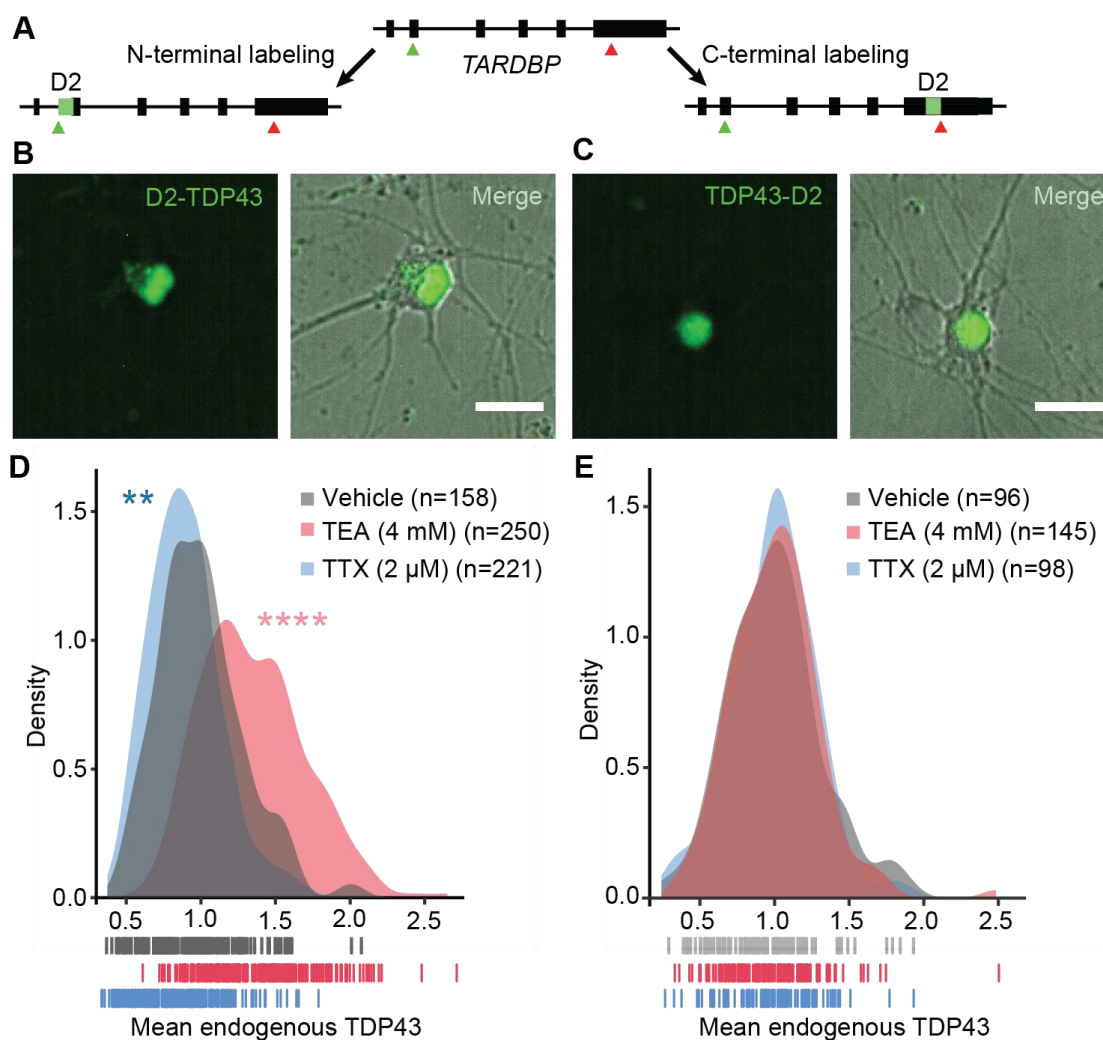 A
N-terminal labeling
TARDBP
C-terminal labeling
D2
D2
B
D2-TDP43
Merge
C
TDP43-D2
Merge
D
**
Vehicle (n=158)
TEA (4 mM) (n=250)
TTX (2 µM) (n=221)
****
Density
1.5
1.0
0.5
0.0
0.5 1.0 1.5 2.0 2.5
Mean endogenous TDP43
E
Vehicle (n=96)
TEA (4 mM) (n=145)
TTX (2 µM) (n=98)
Density
1.5
1.0
0.5
0.0
0.5 1.0 1.5 2.0 2.5
Mean endogenous TDP43